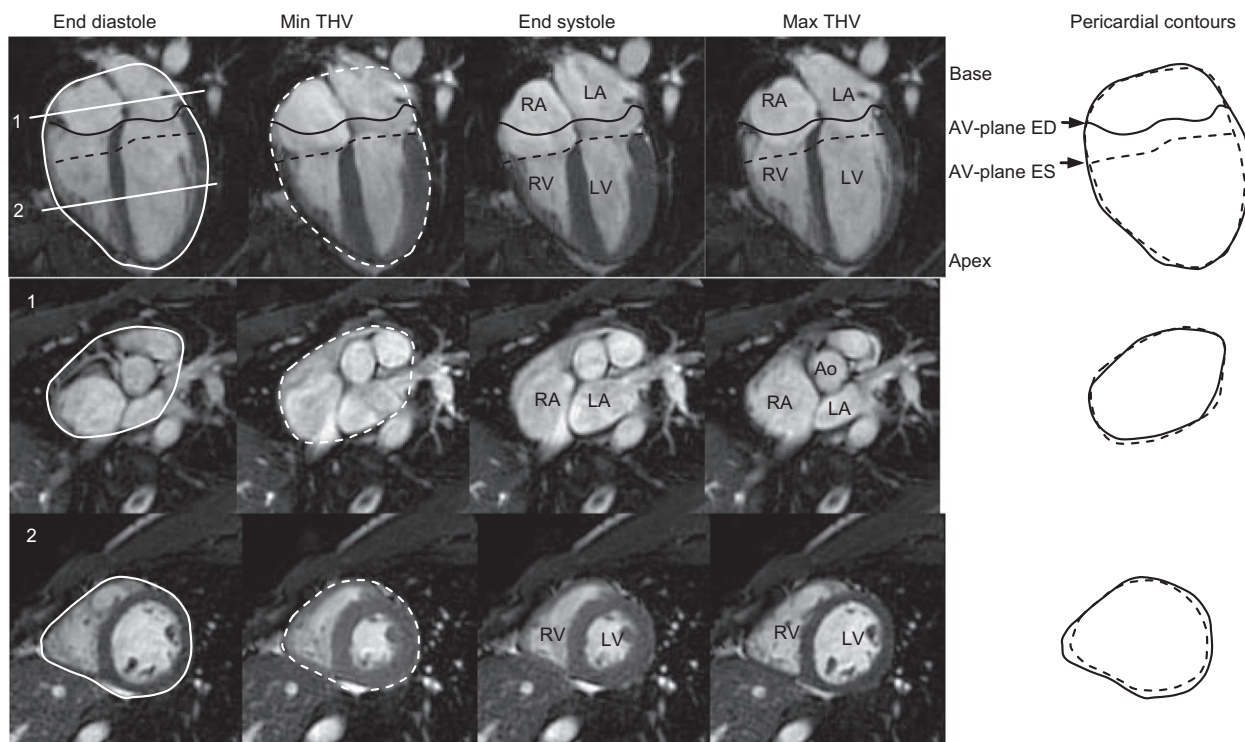 End diastole Min THV End systole Max THV Pericardial contours
Base
RA LA
1
AV-plane ED
RV LV
AV-plane ES
2
Apex
1
Ao
RA LA
2
RV LV
RA LA
RV LV
RA LA
RV LV